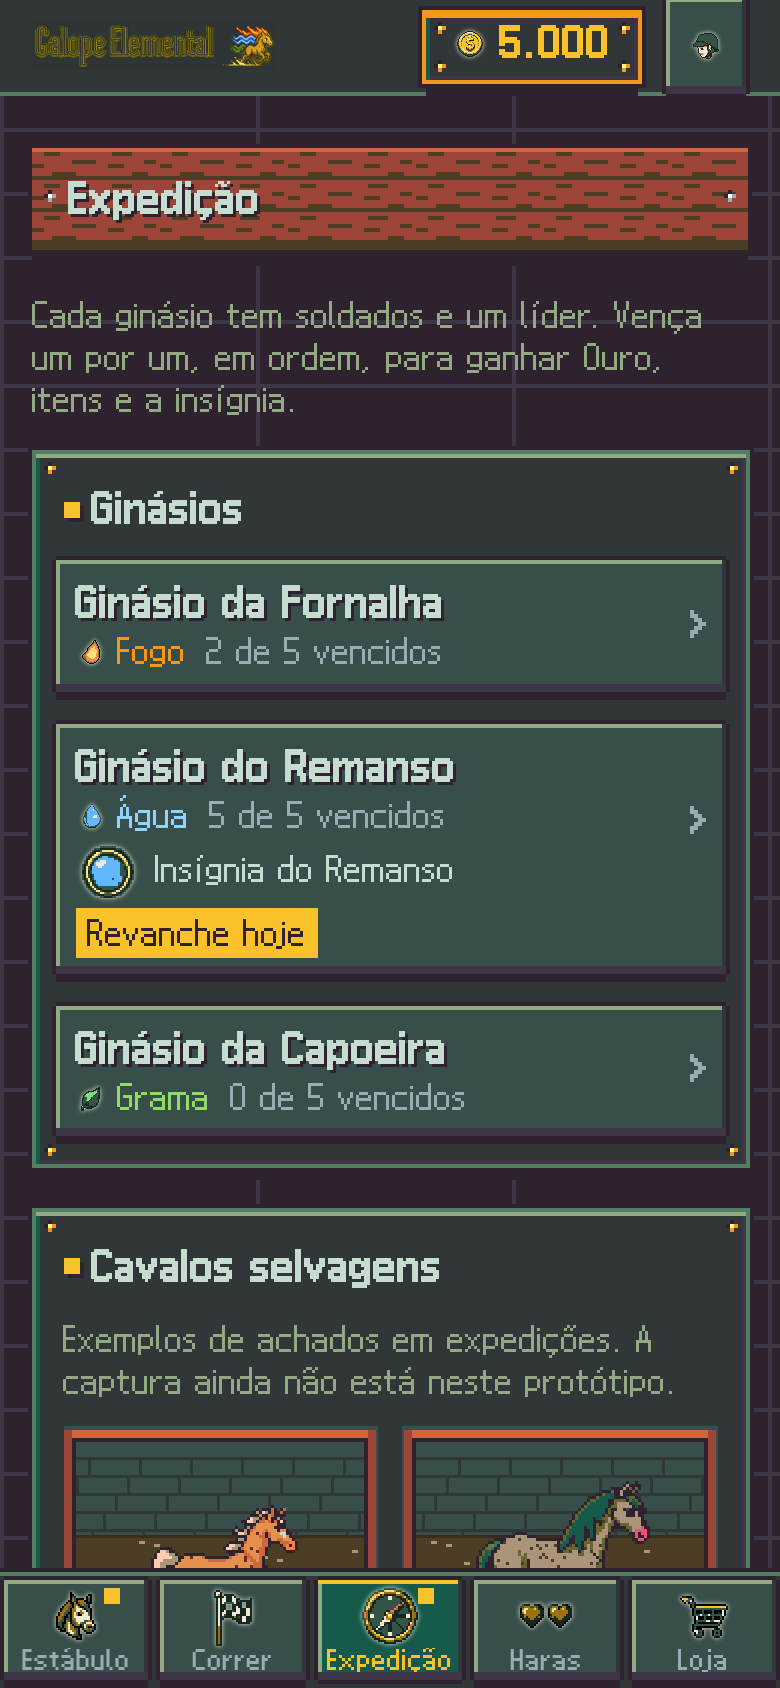 Galope Elemental
5.000
Expedição
Cada ginásio tem soldados e um líder. Vença
um por um, em ordem, para ganhar Ouro,
itens e a insígnia.
Ginásios
Ginásio da Fornalha
Fogo 2 de 5 vencidos
Ginásio do Remanso
Água 5 de 5 vencidos
Insígnia do Remanso
Revanche hoje
Ginásio da Capoeira
Grama 0 de 5 vencidos
Cavalos selvagens
Exemplos de achados em expedições. A
captura ainda não está neste protótipo.
Estábulo
Correr
Expedição
Haras
Loja